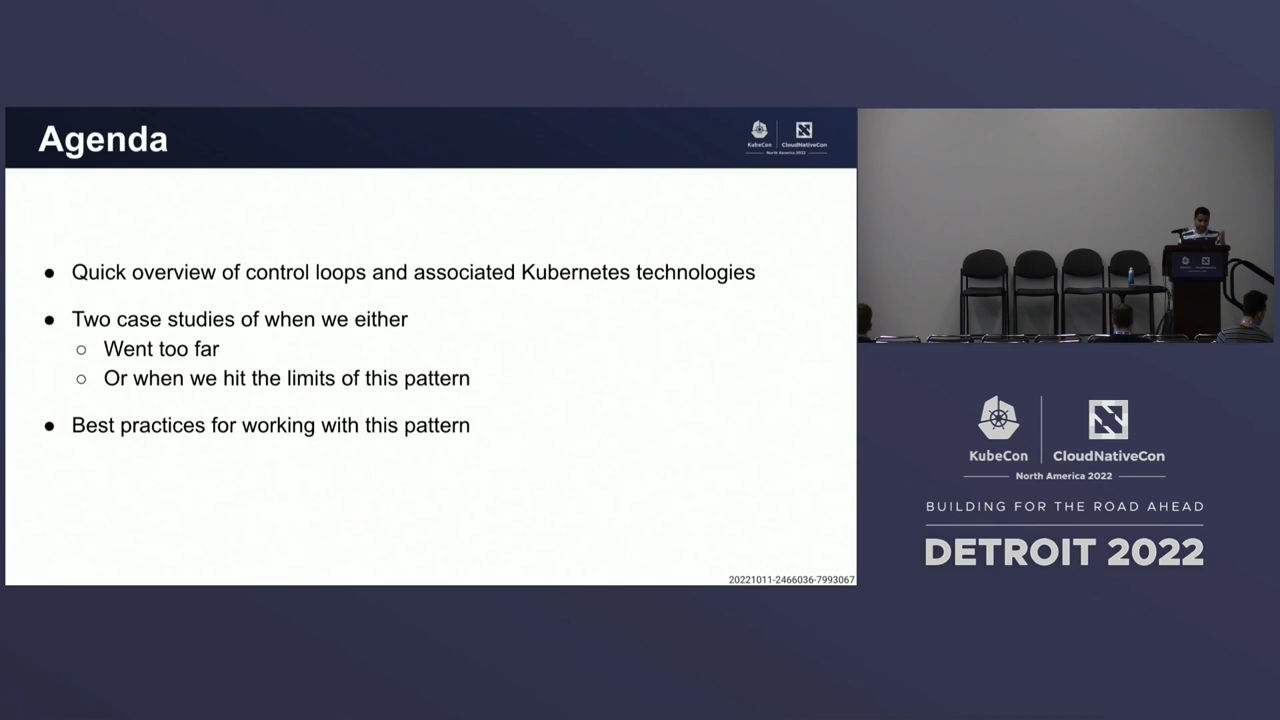 Agenda
KubeCon
CloudNativeCon
North America 2022
● Quick overview of control loops and associated Kubernetes technologies
● Two case studies of when we either
○ Went too far
○ Or when we hit the limits of this pattern
● Best practices for working with this pattern
20221011-2466036-7993067
KubeCon
CloudNativeCon
North America 2022
BUILDING FOR THE ROAD AHEAD
DETROIT 2022